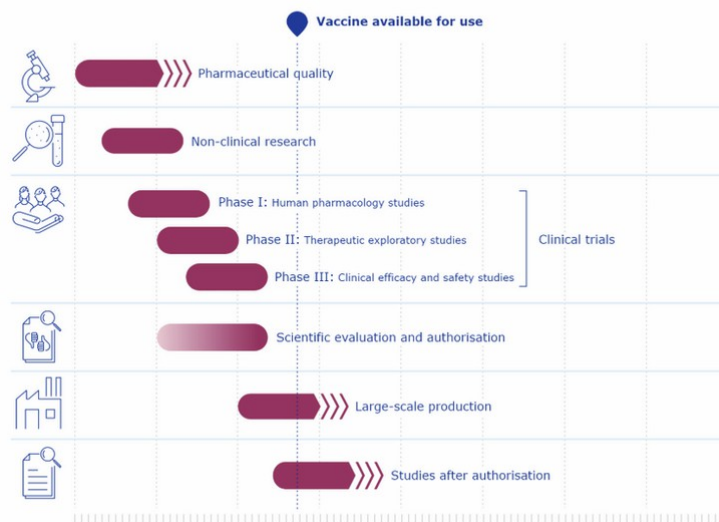 Vaccine available for use
Pharmaceutical quality
Non-clinical research
Phase I: Human pharmacology studies
Phase II: Therapeutic exploratory studies
Phase III: Clinical efficacy and safety studies
Clinical trials
Scientific evaluation and authorisation
Large-scale production
Studies after authorisation